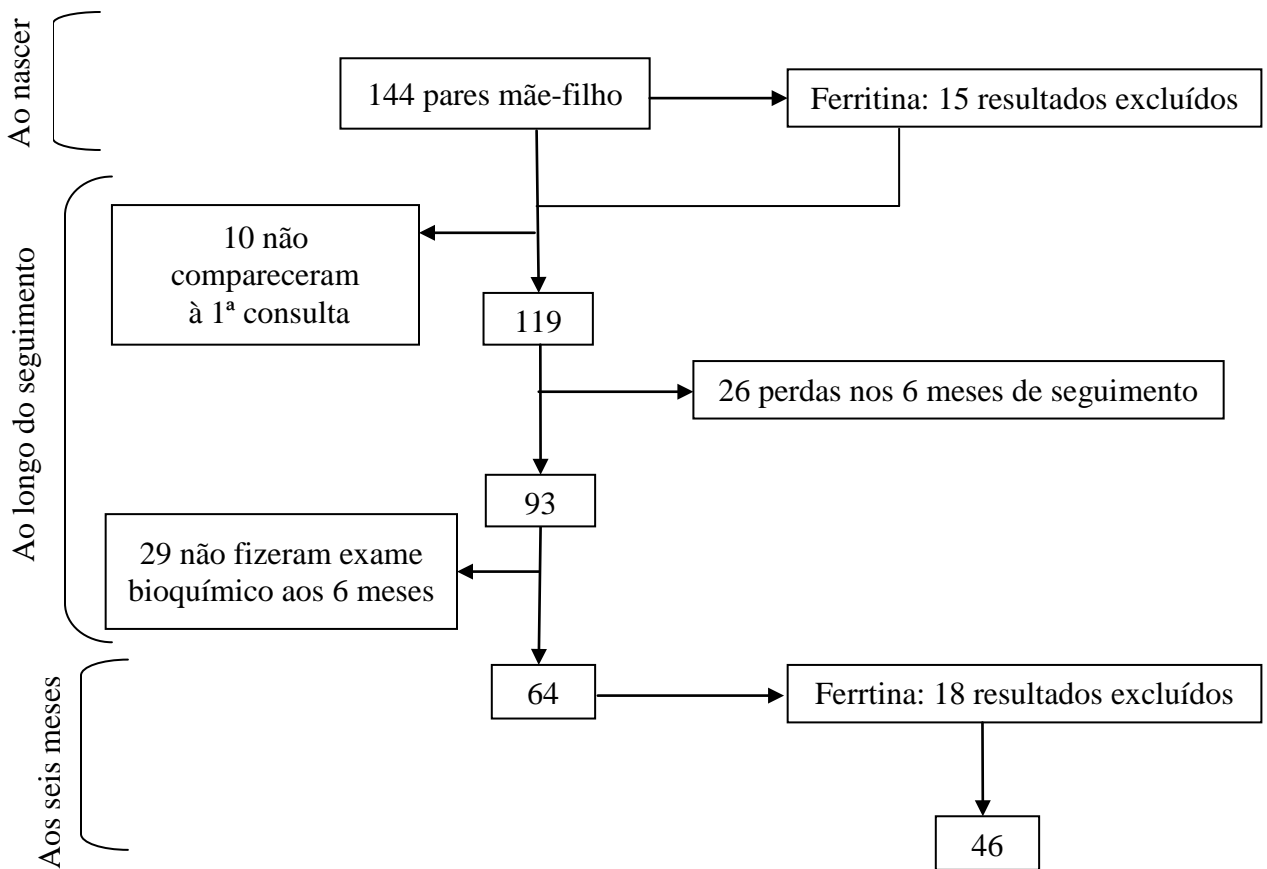 Ao nascer
144 pares mãe-filho
Ferritina: 15 resultados excluídos
Ao longo do seguimento
10 não
compareceram
à 1ª consulta
119
26 perdas nos 6 meses de seguimento
93
29 não fizeram exame
bioquímico aos 6 meses
Aos seis meses
64
Ferrtina: 18 resultados excluídos
46